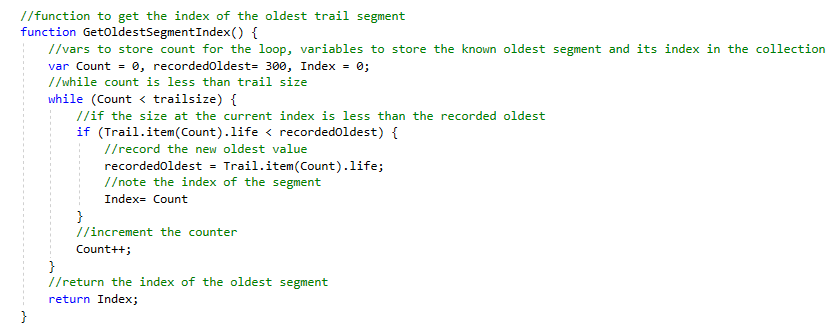 //function to get the index of the oldest trail segment
function GetOldestSegmentIndex() {
//vars to store count for the loop, variables to store the known oldest segment and its index in the collection
var Count = 0, recordedOldest= 300, Index = 0;
//while count is less than trail size
while (Count < trailsize) {
//if the size at the current index is less than the recorded oldest
if (Trail.item(Count).life < recordedOldest) {
//record the new oldest value
recordedOldest = Trail.item(Count).life;
//note the index of the segment
Index= Count
}
//increment the counter
Count++;
}
//return the index of the oldest segment
return Index;
}